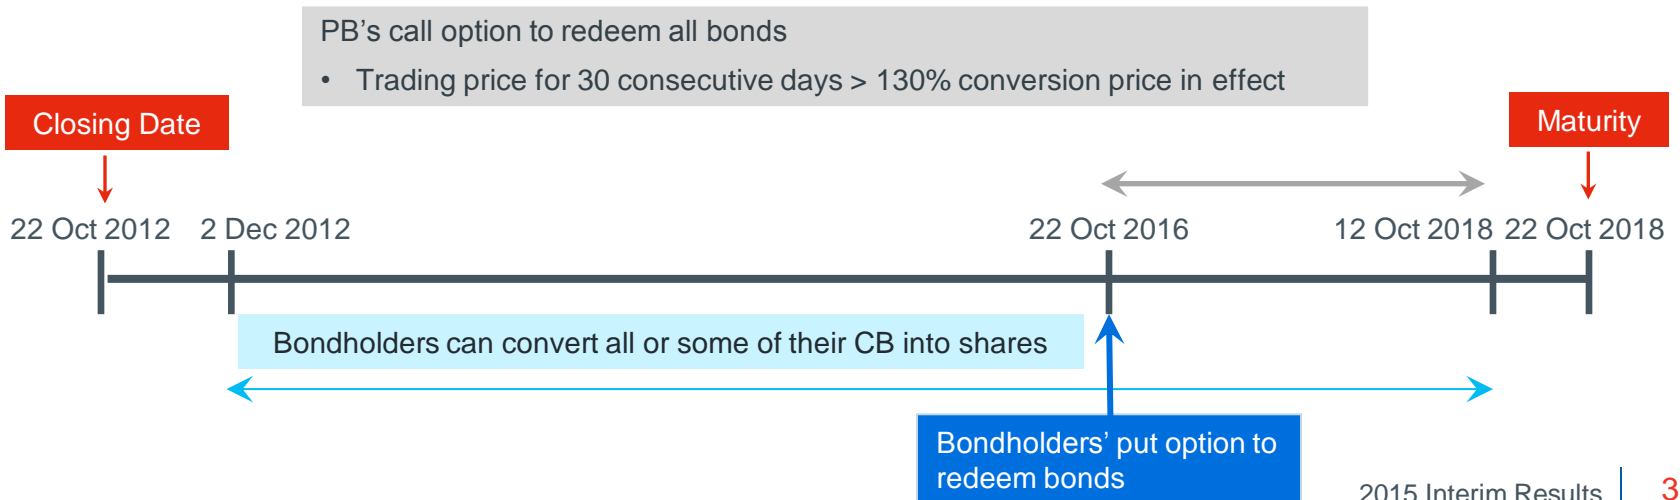 PB’s call option to redeem all bonds
• Trading price for 30 consecutive days > 130% conversion price in effect
Closing Date
Maturity
22 Oct 2012
2 Dec 2012
22 Oct 2016
12 Oct 2018
22 Oct 2018
Bondholders can convert all or some of their CB into shares
Bondholders’ put option to
redeem bonds
2015 Interim Results